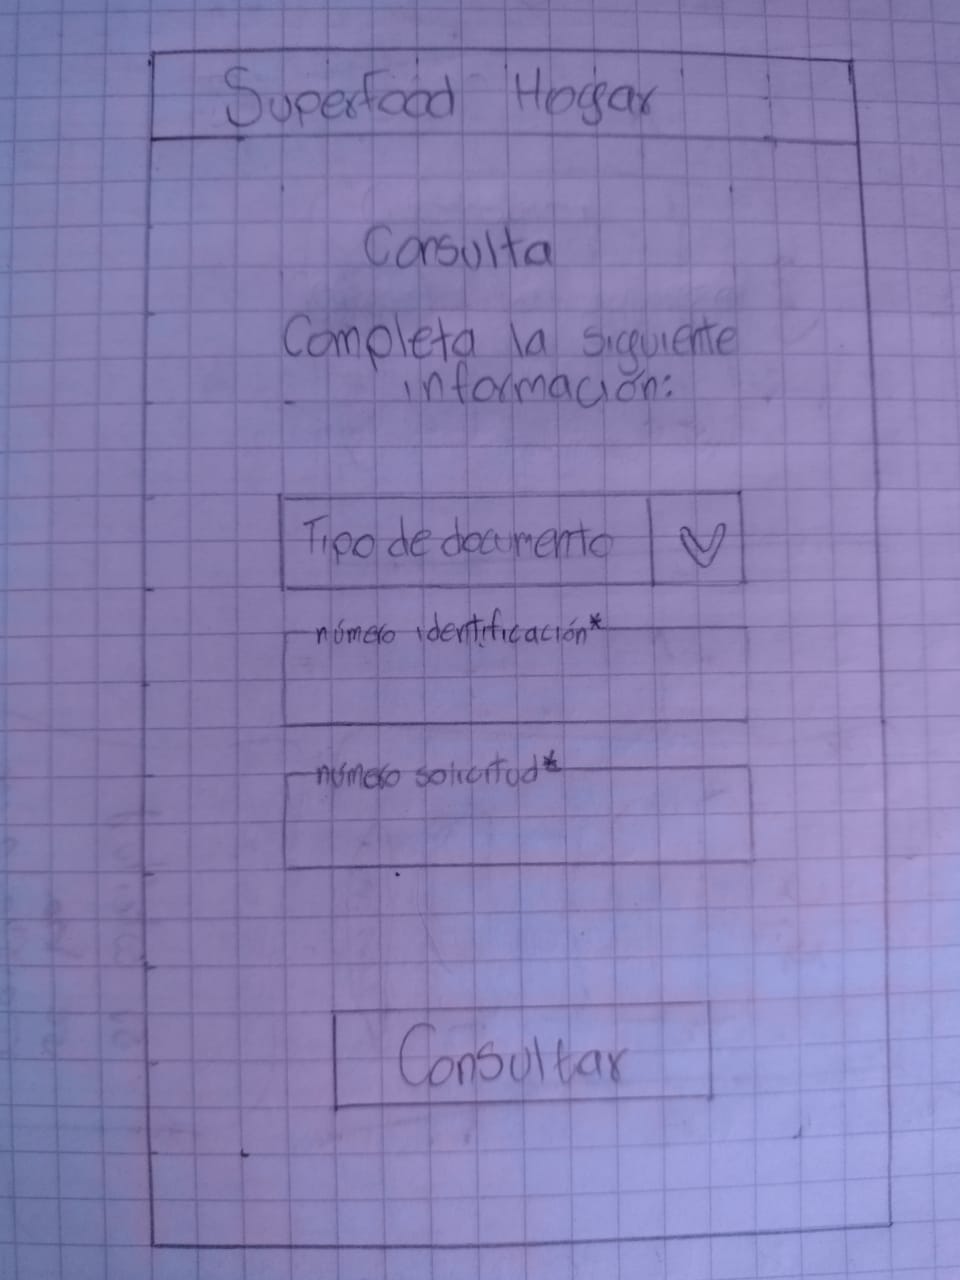 Superfood Hogar
Consulta
Completa la siguiente
información:
Tipo de documento
número identificación*
número solicitud*
Consultar